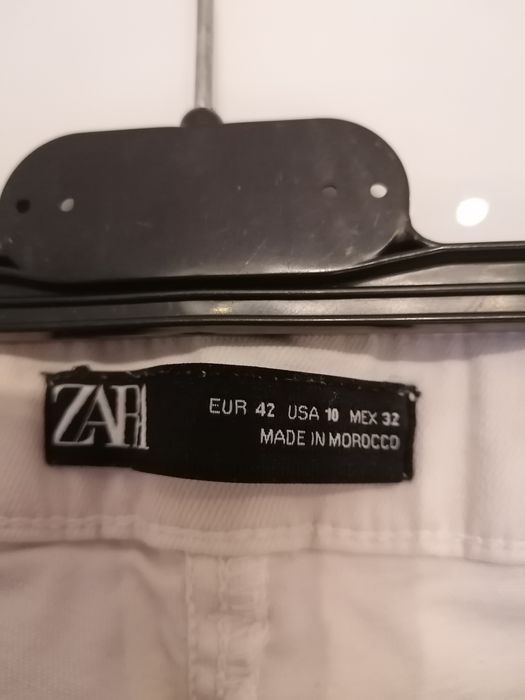 ZARA
EUR 42 USA 10 MEX 32
MADE IN MOROCCO